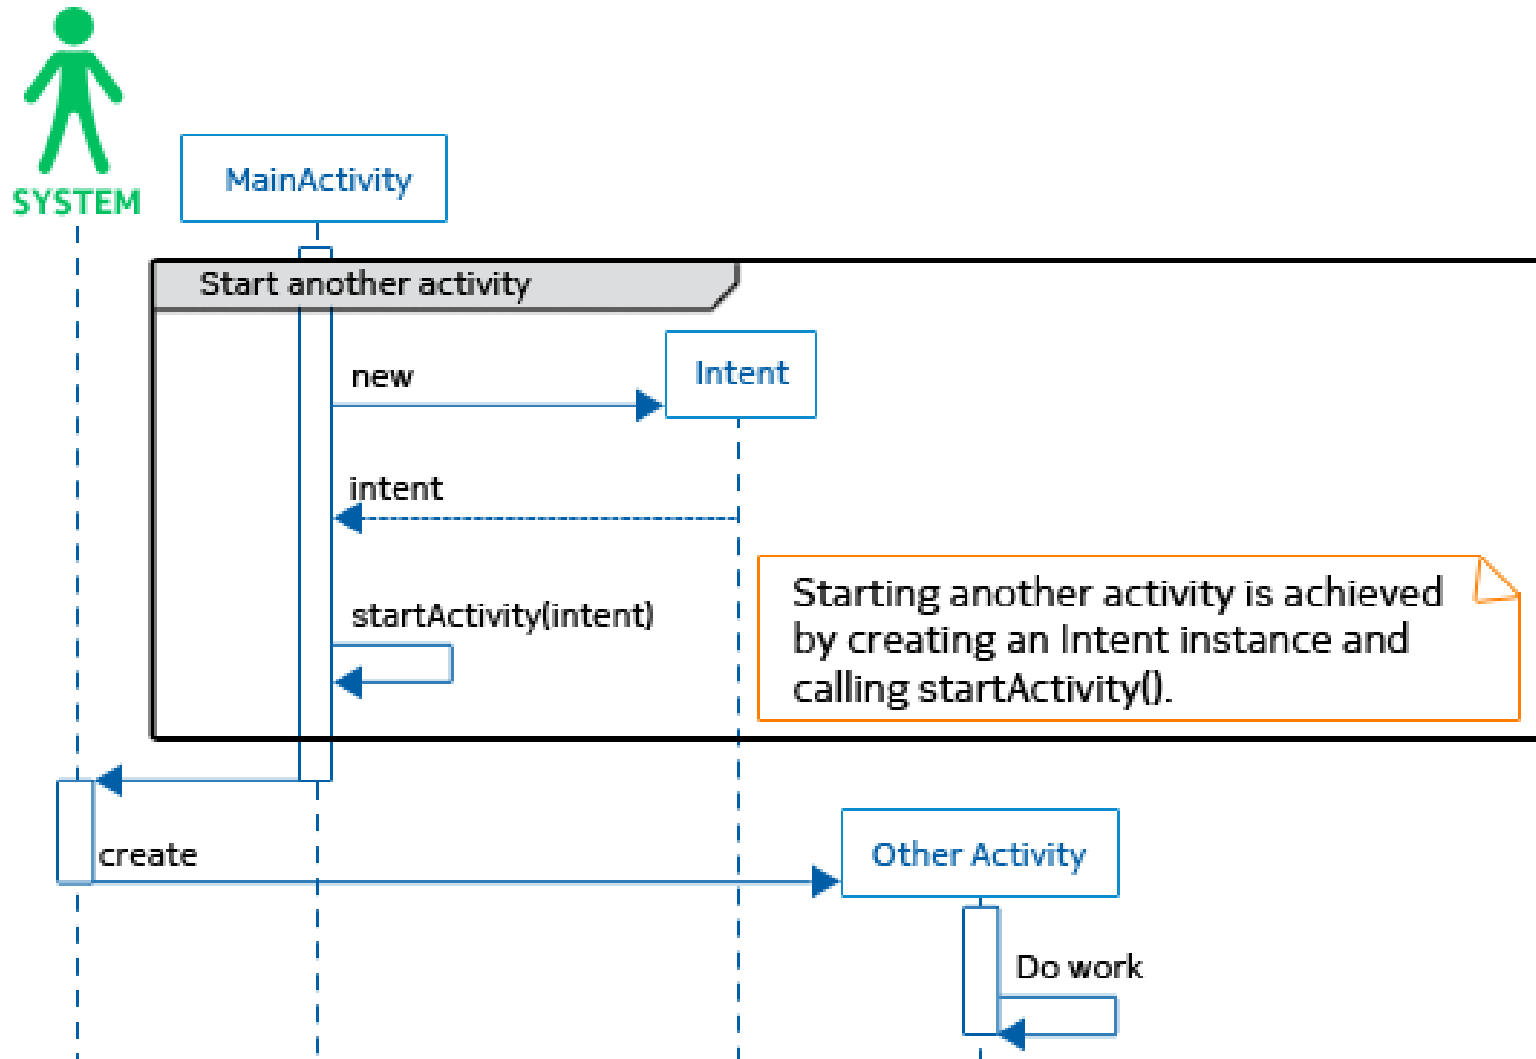 SYSTEM
MainActivity
Start another activity
new
Intent
intent
startActivity(intent)
Starting another activity is achieved
by creating an Intent instance and
calling startActivity().
create
Other Activity
Do work